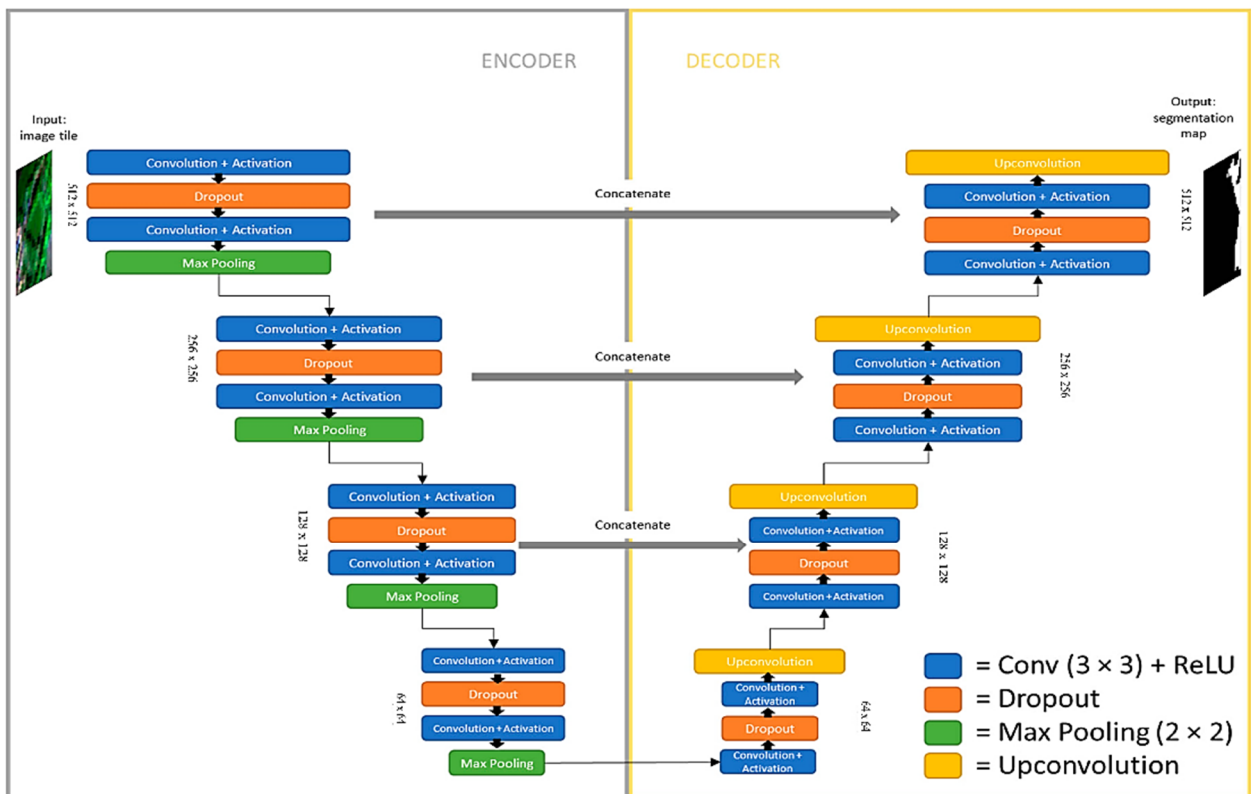 ENCODER
DECODER
Input:
image tile
512 x 512
Convolution + Activation
Dropout
Convolution + Activation
Max Pooling
256 x 256
Convolution + Activation
Dropout
Convolution + Activation
Max Pooling
128 x 128
Convolution + Activation
Dropout
Convolution + Activation
Max Pooling
64 x 64
Convolution+Activation
Dropout
Convolution+Activation
Max Pooling
Concatenate
Concatenate
Concatenate
Output:
segmentation
map
512 x 512
Upconvolution
Convolution + Activation
Dropout
Convolution + Activation
256 x 256
Upconvolution
Convolution + Activation
Dropout
Convolution + Activation
128 x 128
Upconvolution
Convolution+Activation
Dropout
Convolution+Activation
64 x 64
Upconvolution
Convolution+
Activation
Dropout
Convolution+
Activation
= Conv (3 × 3) + ReLU
= Dropout
= Max Pooling (2 × 2)
= Upconvolution